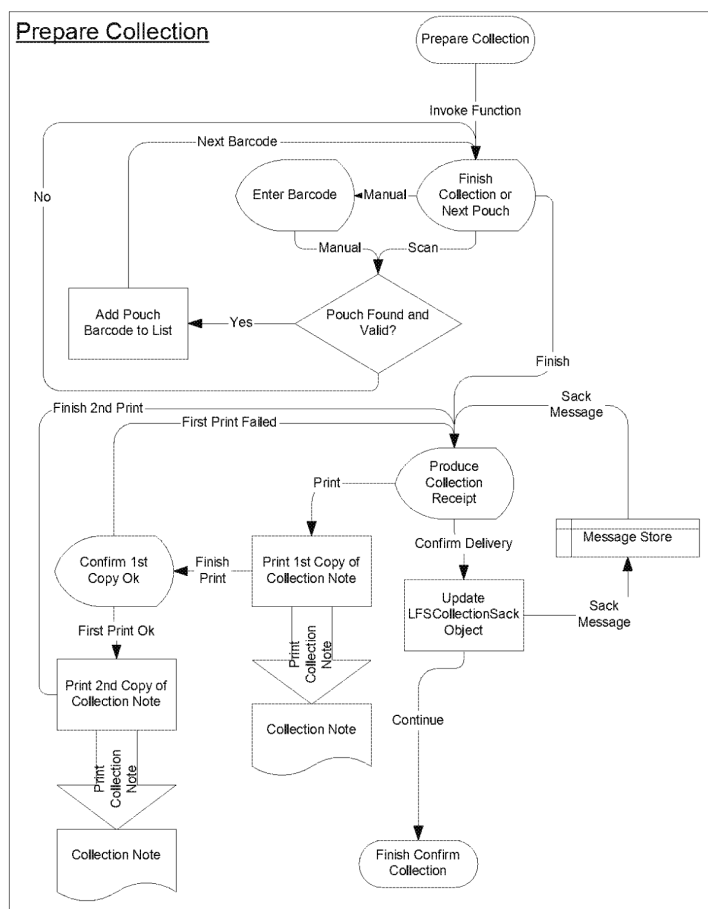 Prepare Collection
Prepare Collection
Invoke Function
Next Barcode
No
Enter Barcode
Manual
Finish
Collection or
Next Pouch
Manual
Scan
Add Pouch
Barcode to List
Yes
Pouch Found and
Valid?
Finish
Finish 2nd Print
Sack
Message
First Print Failed
Produce
Collection
Receipt
Print
Message Store
Confirm 1st
Copy Ok
Finish
Print
Print 1st Copy of
Collection Note
Confirm Delivery
Update
LFSCollectionSack
Object
Sack
Message
First Print Ok
Print
Collection
Note
Print 2nd Copy of
Collection Note
Continue
Collection Note
Print
Collection
Note
Collection Note
Finish Confirm
Collection